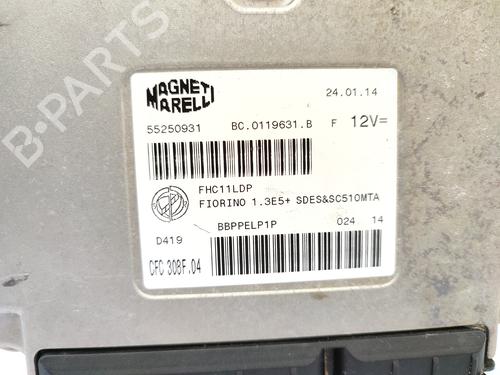 B-PARTS
MAGNETI MARELLI
24.01.14
55250931 BC.0119631.B F 12V=
FHC11LDP
FIORINO 1.3E5+ SDES&SC510MTA
BBPPELP1P 024 14
D419
CFC 308F.04